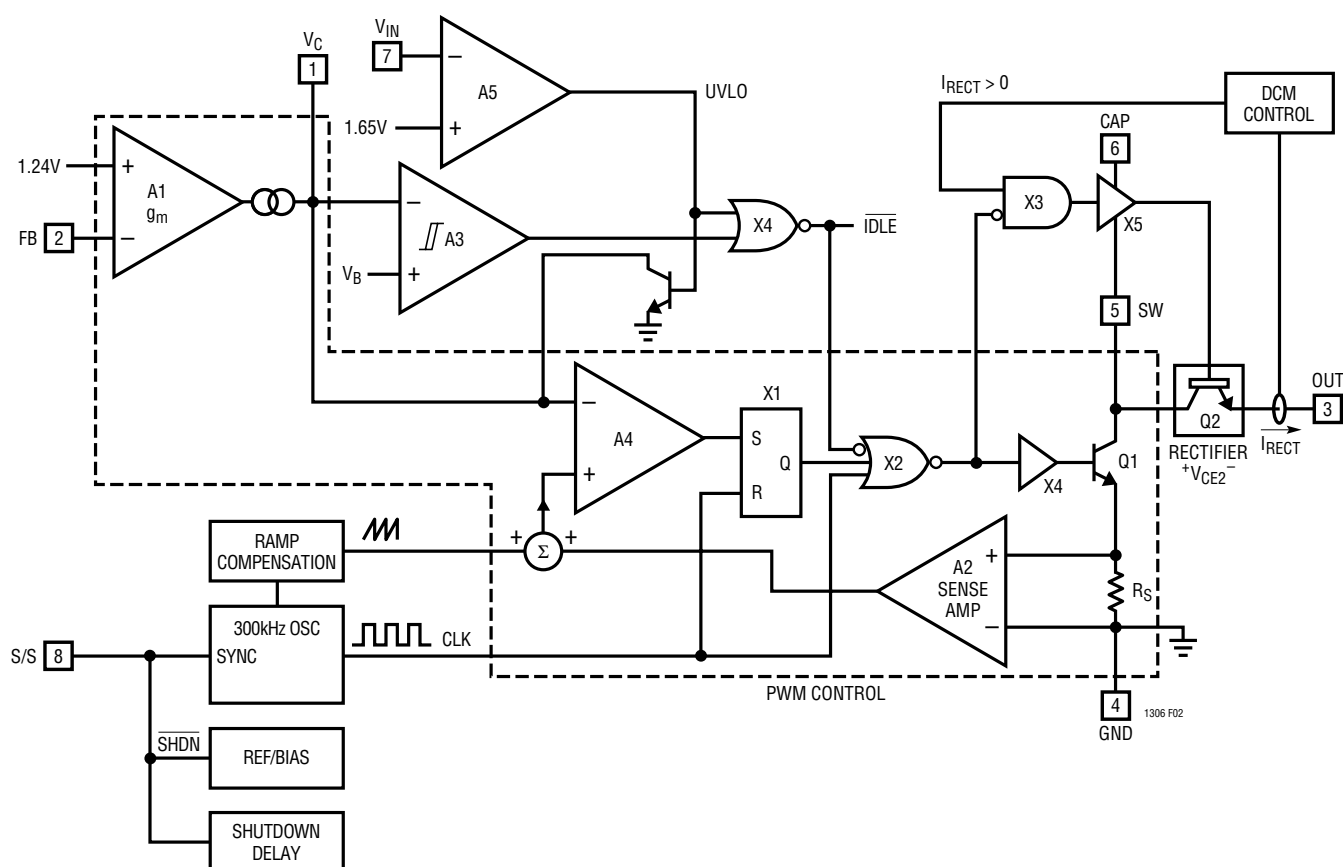 V_C
1
V_IN
7
A5
UVLO
1.65V
I_RECT > 0
DCM
CONTROL
CAP
6
1.24V
+
A1
g_m
−
FB 2
−
+
−
A3
V_B
+
X4
I̅D̅L̅E̅
X3
X5
5 SW
OUT
3
Q2
RECTIFIER
+V_CE2−
I_RECT
−
A4
+
X1
S
Q
R
X2
X4
Q1
RAMP
COMPENSATION
+
Σ
+
A2
SENSE
AMP
+
−
R_S
300kHz OSC
SYNC
CLK
S/S 8
PWM CONTROL
4
GND
1306 F02
S̅H̅D̅N̅
REF/BIAS
SHUTDOWN
DELAY